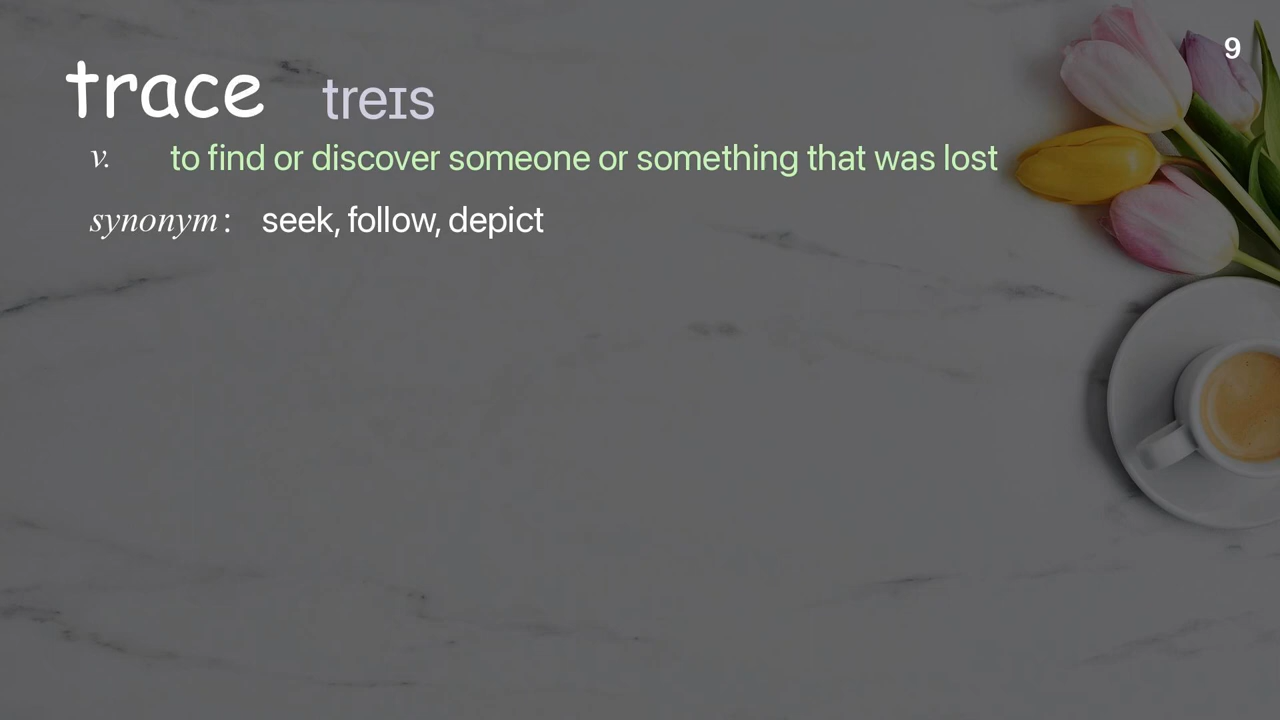 9
trace treɪs
v. to find or discover someone or something that was lost
synonym: seek, follow, depict